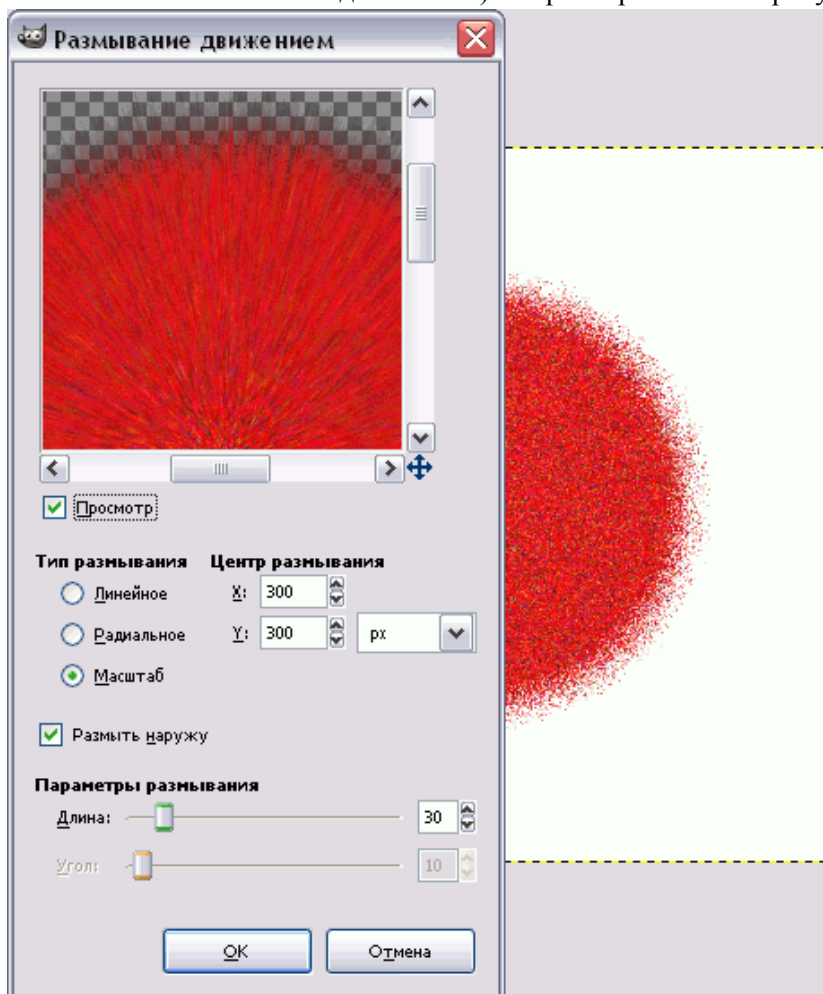 Размывание движением
Просмотр
Тип размывания Центр размывания
Линейное X: 300
Радиальное Y: 300 px
Масштаб
Размыть наружу
Параметры размывания
Длина: 30
Угол: 10
OK Отмена